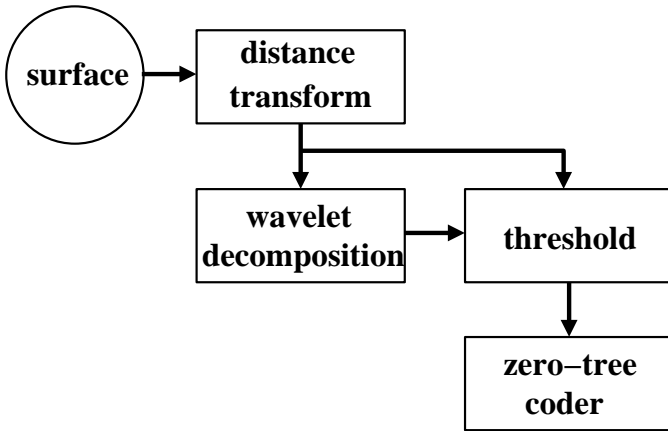 surface
distance
transform
wavelet
decomposition
threshold
zero−tree
coder